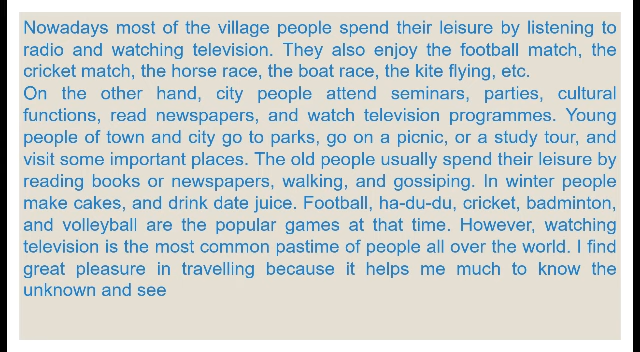 Nowadays most of the village people spend their leisure by listening to
radio and watching television. They also enjoy the football match, the
cricket match, the horse race, the boat race, the kite flying, etc.
On the other hand, city people attend seminars, parties, cultural
functions, read newspapers, and watch television programmes. Young
people of town and city go to parks, go on a picnic, or a study tour, and
visit some important places. The old people usually spend their leisure by
reading books or newspapers, walking, and gossiping. In winter people
make cakes, and drink date juice. Football, ha-du-du, cricket, badminton,
and volleyball are the popular games at that time. However, watching
television is the most common pastime of people all over the world. I find
great pleasure in travelling because it helps me much to know the
unknown and see